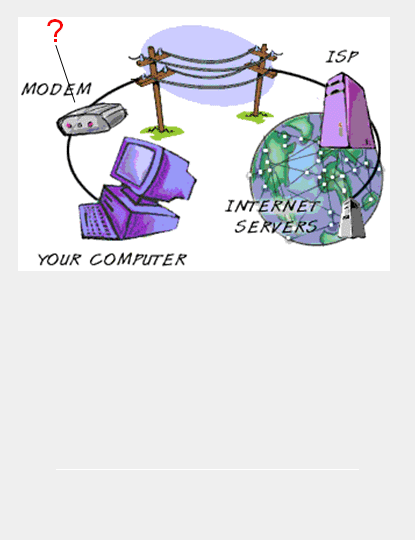 ?
MODEM
ISP
INTERNET
SERVERS
YOUR COMPUTER